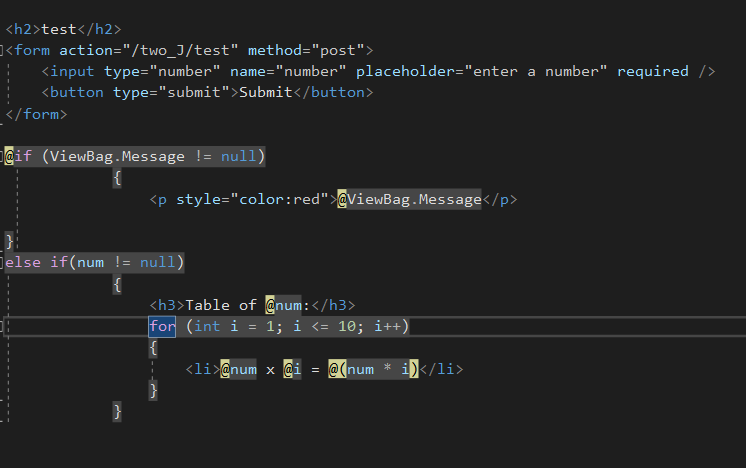 <h2>test</h2>
<form action="/two_J/test" method="post">
    <input type="number" name="number" placeholder="enter a number" required />
    <button type="submit">Submit</button>
</form>
@if (ViewBag.Message != null)
            {
                <p style="color:red">@ViewBag.Message</p>
}
else if(num != null)
            {
                <h3>Table of @num:</h3>
                for (int i = 1; i <= 10; i++)
                {
                    <li>@num x @i = @(num * i)</li>
                }
            }